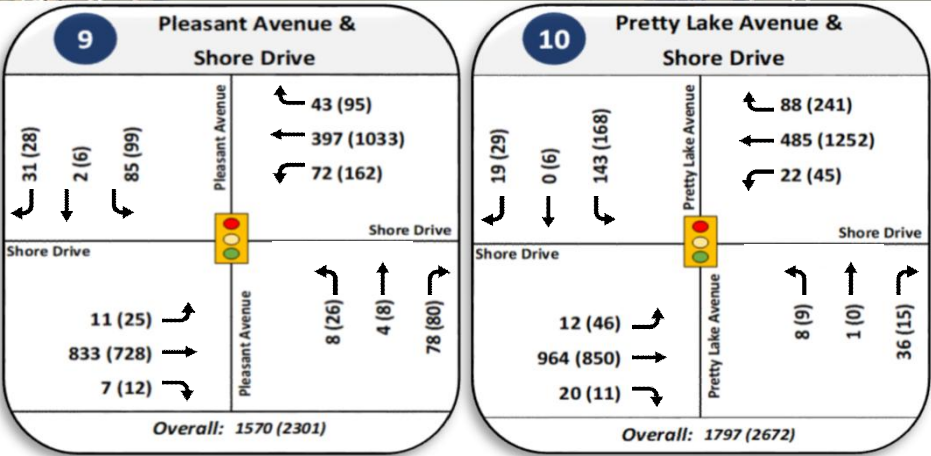 9
Pleasant Avenue &
Shore Drive
31 (28)
2 (6)
85 (99)
Pleasant Avenue
43 (95)
397 (1033)
72 (162)
Shore Drive
Shore Drive
11 (25)
833 (728)
7 (12)
Pleasant Avenue
8 (26)
4 (8)
78 (80)
Overall: 1570 (2301)
10
Pretty Lake Avenue &
Shore Drive
19 (29)
0 (6)
143 (168)
Pretty Lake Avenue
88 (241)
485 (1252)
22 (45)
Shore Drive
Shore Drive
12 (46)
964 (850)
20 (11)
Pretty Lake Avenue
8 (9)
1 (0)
36 (15)
Overall: 1797 (2672)